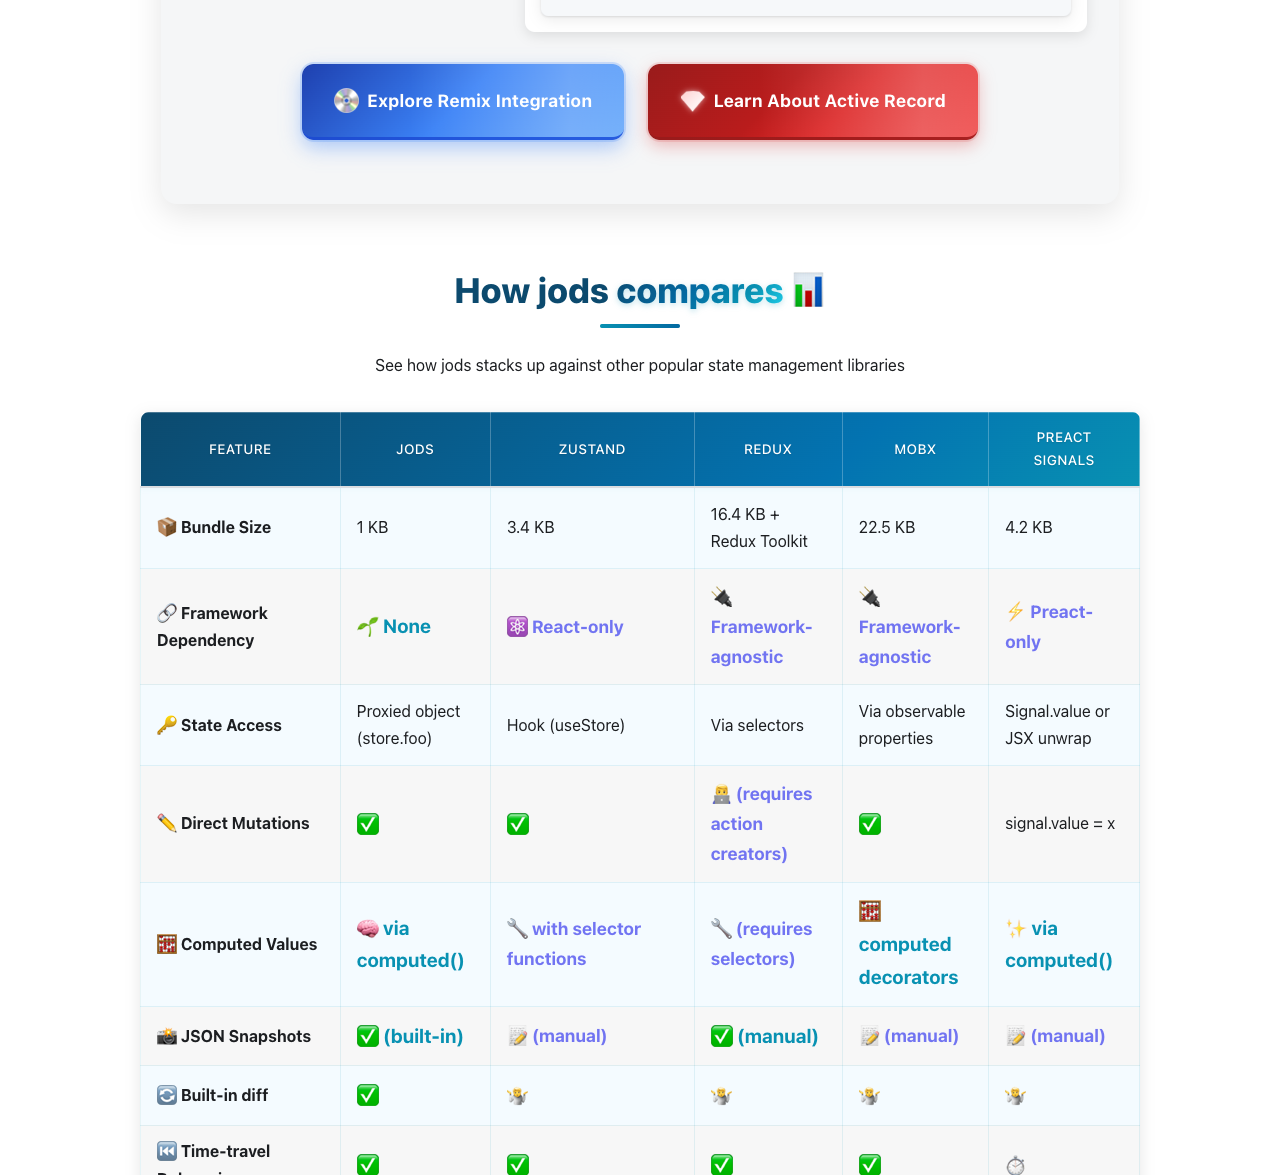 Explore Remix Integration
Learn About Active Record
How jods compares
See how jods stacks up against other popular state management libraries
FEATURE
JODS
ZUSTAND
REDUX
MOBX
PREACT
SIGNALS
Bundle Size
1 KB
3.4 KB
16.4 KB +
Redux Toolkit
22.5 KB
4.2 KB
Framework
Dependency
None
React-only
Framework-
agnostic
Framework-
agnostic
Preact-
only
State Access
Proxied object
(store.foo)
Hook (useStore)
Via selectors
Via observable
properties
Signal.value or
JSX unwrap
Direct Mutations
(requires
action
creators)
signal.value = x
Computed Values
via
computed()
with selector
functions
(requires
selectors)
computed
decorators
via
computed()
JSON Snapshots
(built-in)
(manual)
(manual)
(manual)
(manual)
Built-in diff
Time-travel